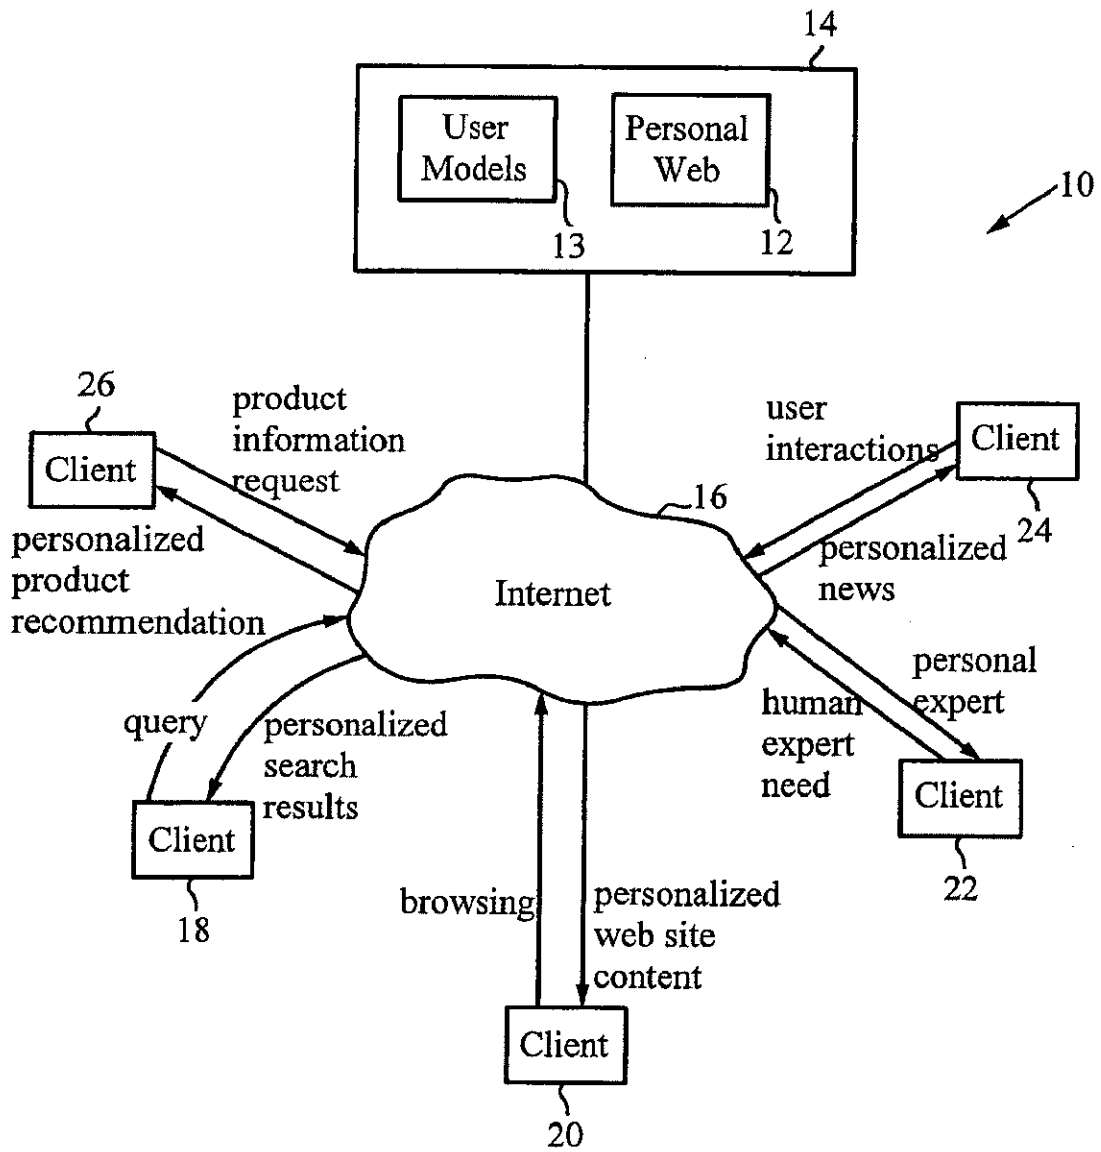 14
User
Models
Personal
Web
13
12
10
26
Client
product
information
request
personalized
product
recommendation
user
interactions
Client
24
personalized
news
16
Internet
query
personalized
search
results
Client
18
human
expert
need
personal
expert
Client
22
browsing
personalized
web site
content
Client
20